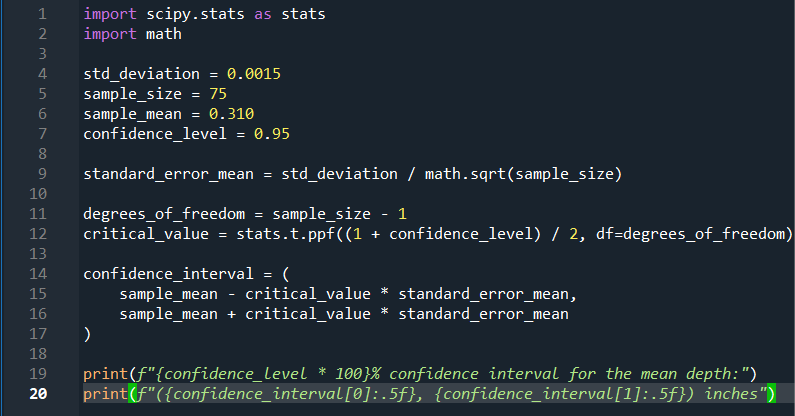 1 import scipy.stats as stats
2 import math
3
4 std_deviation = 0.0015
5 sample_size = 75
6 sample_mean = 0.310
7 confidence_level = 0.95
8
9 standard_error_mean = std_deviation / math.sqrt(sample_size)
10
11 degrees_of_freedom = sample_size - 1
12 critical_value = stats.t.ppf((1 + confidence_level) / 2, df=degrees_of_freedom)
13
14 confidence_interval = (
15     sample_mean - critical_value * standard_error_mean,
16     sample_mean + critical_value * standard_error_mean
17 )
18
19 print(f"{confidence_level * 100}% confidence interval for the mean depth:")
20 print(f"({confidence_interval[0]:.5f}, {confidence_interval[1]:.5f}) inches")